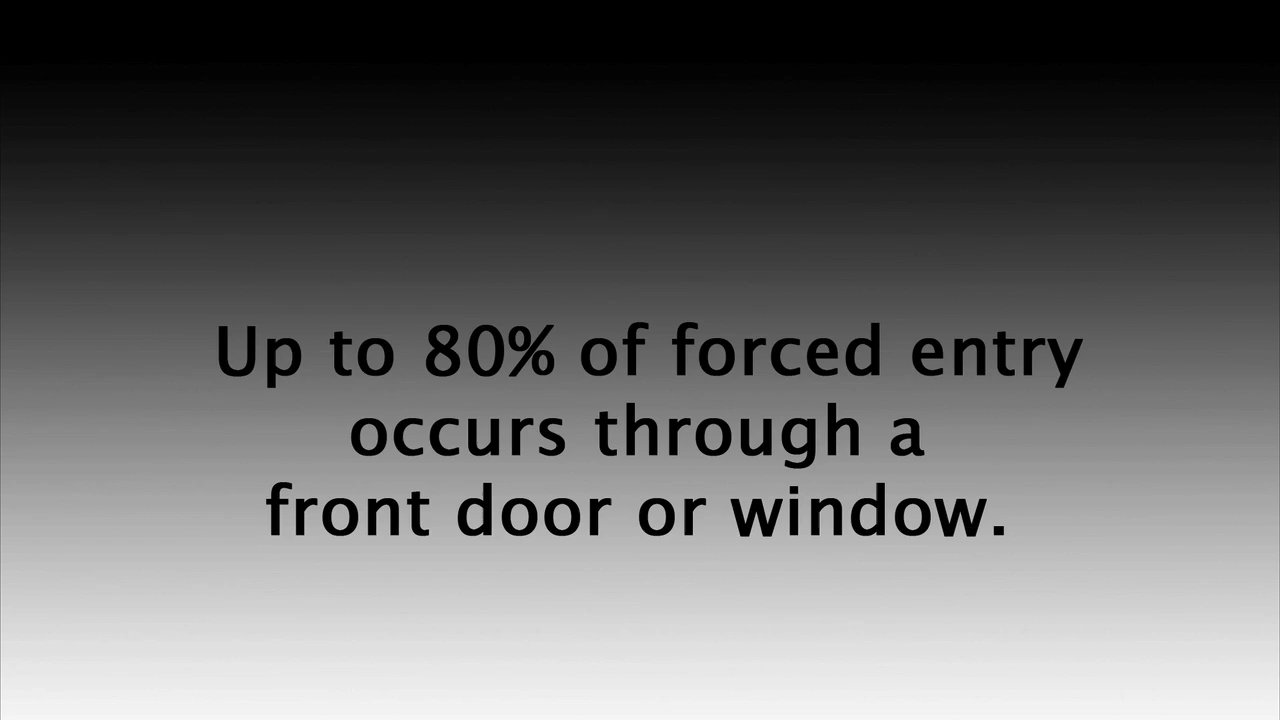 Up to 80% of forced entry
occurs through a
front door or window.